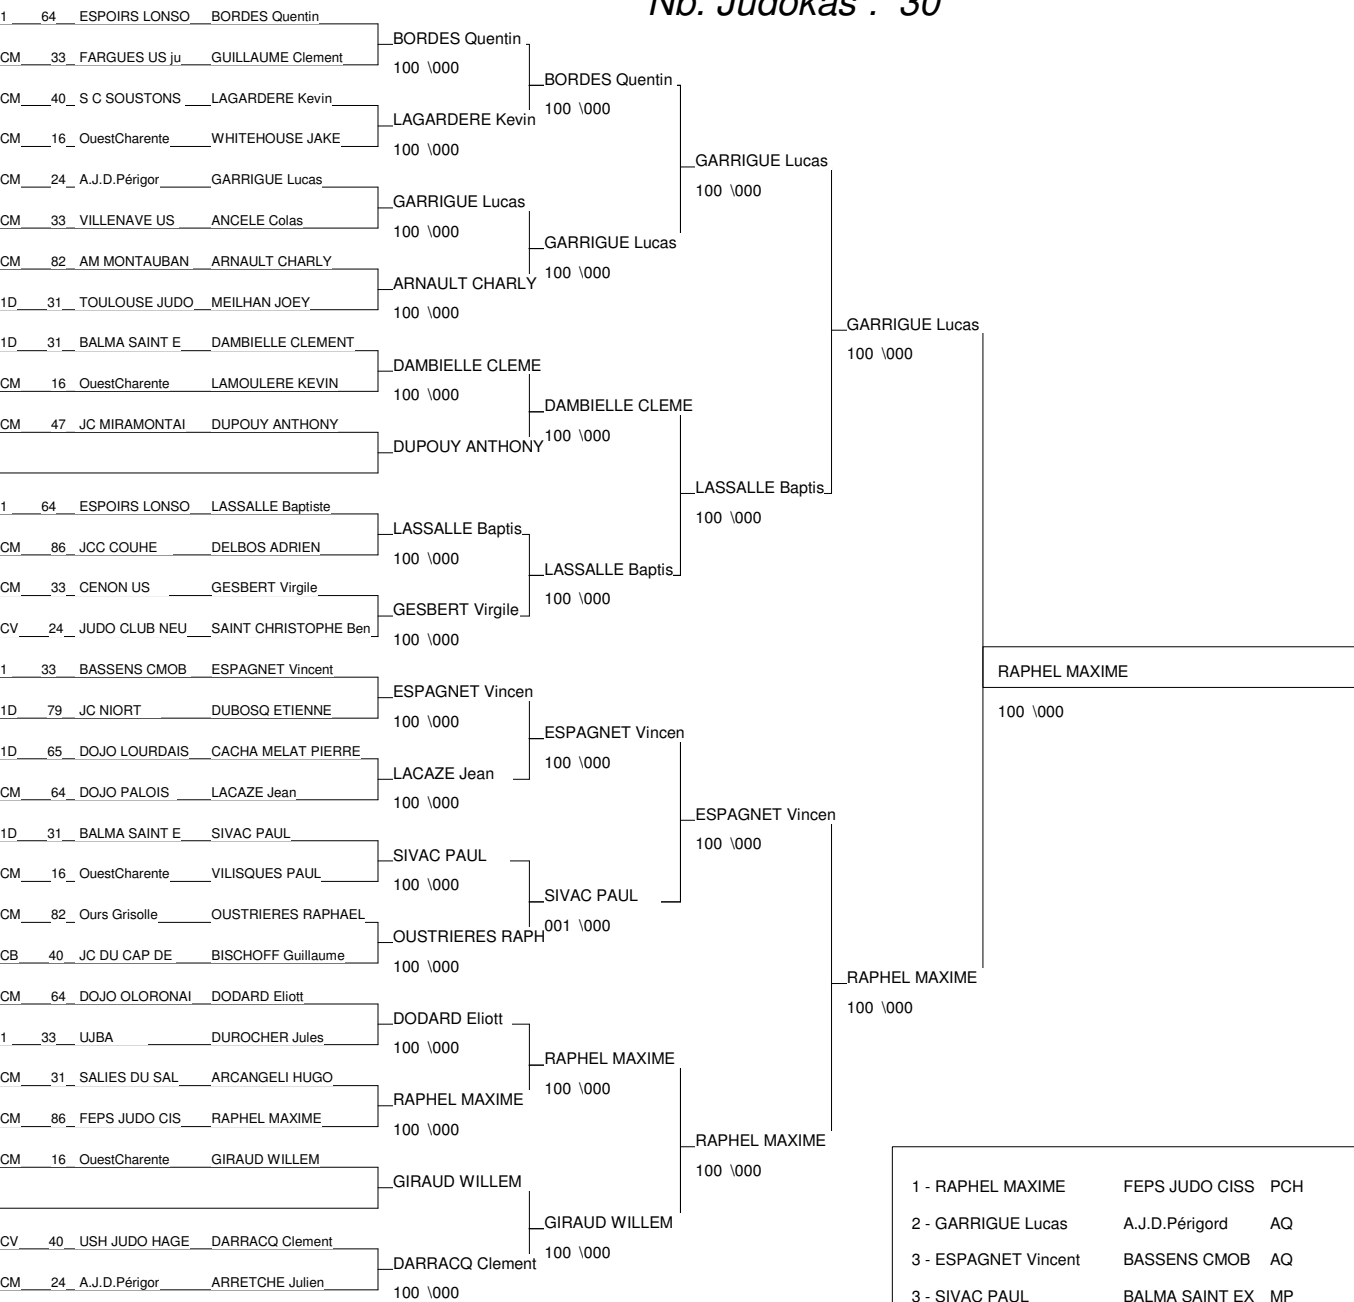 Nb. Judokas : 30
1 64 ESPOIRS LONSO BORDES Quentin
CM 33 FARGUES US ju GUILLAUME Clement
CM 40 S C SOUSTONS LAGARDERE Kevin
CM 16 OuestCharente WHITEHOUSE JAKE
CM 24 A.J.D.Périgor GARRIGUE Lucas
CM 33 VILLENAVE US ANCELE Colas
CM 82 AM MONTAUBAN ARNAULT CHARLY
1D 31 TOULOUSE JUDO MEILHAN JOEY
1D 31 BALMA SAINT E DAMBIELLE CLEMENT
CM 16 OuestCharente LAMOULERE KEVIN
CM 47 JC MIRAMONTAI DUPOUY ANTHONY
1 64 ESPOIRS LONSO LASSALLE Baptiste
CM 86 JCC COUHE DELBOS ADRIEN
CM 33 CENON US GESBERT Virgile
CV 24 JUDO CLUB NEU SAINT CHRISTOPHE Ben
1 33 BASSENS CMOB ESPAGNET Vincent
1D 79 JC NIORT DUBOSQ ETIENNE
1D 65 DOJO LOURDAIS CACHA MELAT PIERRE
CM 64 DOJO PALOIS LACAZE Jean
1D 31 BALMA SAINT E SIVAC PAUL
CM 16 OuestCharente VILISQUES PAUL
CM 82 Ours Grisolle OUSTRIERES RAPHAEL
CB 40 JC DU CAP DE BISCHOFF Guillaume
CM 64 DOJO OLORONAI DODARD Eliott
1 33 UJBA DUROCHER Jules
CM 31 SALIES DU SAL ARCANGELI HUGO
CM 86 FEPS JUDO CIS RAPHEL MAXIME
CM 16 OuestCharente GIRAUD WILLEM
CV 40 USH JUDO HAGE DARRACQ Clement
CM 24 A.J.D.Périgor ARRETCHE Julien
BORDES Quentin
100 \000
LAGARDERE Kevin
100 \000
GARRIGUE Lucas
100 \000
ARNAULT CHARLY
100 \000
DAMBIELLE CLEME
100 \000
DUPOUY ANTHONY
LASSALLE Baptis
100 \000
GESBERT Virgile
100 \000
ESPAGNET Vincen
100 \000
LACAZE Jean
100 \000
SIVAC PAUL
100 \000
OUSTRIERES RAPH
100 \000
DODARD Eliott
100 \000
RAPHEL MAXIME
100 \000
GIRAUD WILLEM
DARRACQ Clement
100 \000
BORDES Quentin
100 \000
GARRIGUE Lucas
100 \000
DAMBIELLE CLEME
100 \000
LASSALLE Baptis
100 \000
ESPAGNET Vincen
100 \000
SIVAC PAUL
001 \000
RAPHEL MAXIME
100 \000
GIRAUD WILLEM
100 \000
GARRIGUE Lucas
100 \000
LASSALLE Baptis
100 \000
ESPAGNET Vincen
100 \000
RAPHEL MAXIME
100 \000
GARRIGUE Lucas
100 \000
RAPHEL MAXIME
100 \000
RAPHEL MAXIME
100 \000
1 - RAPHEL MAXIME FEPS JUDO CISS PCH
2 - GARRIGUE Lucas A.J.D.Périgord AQ
3 - ESPAGNET Vincent BASSENS CMOB AQ
3 - SIVAC PAUL BALMA SAINT EX MP